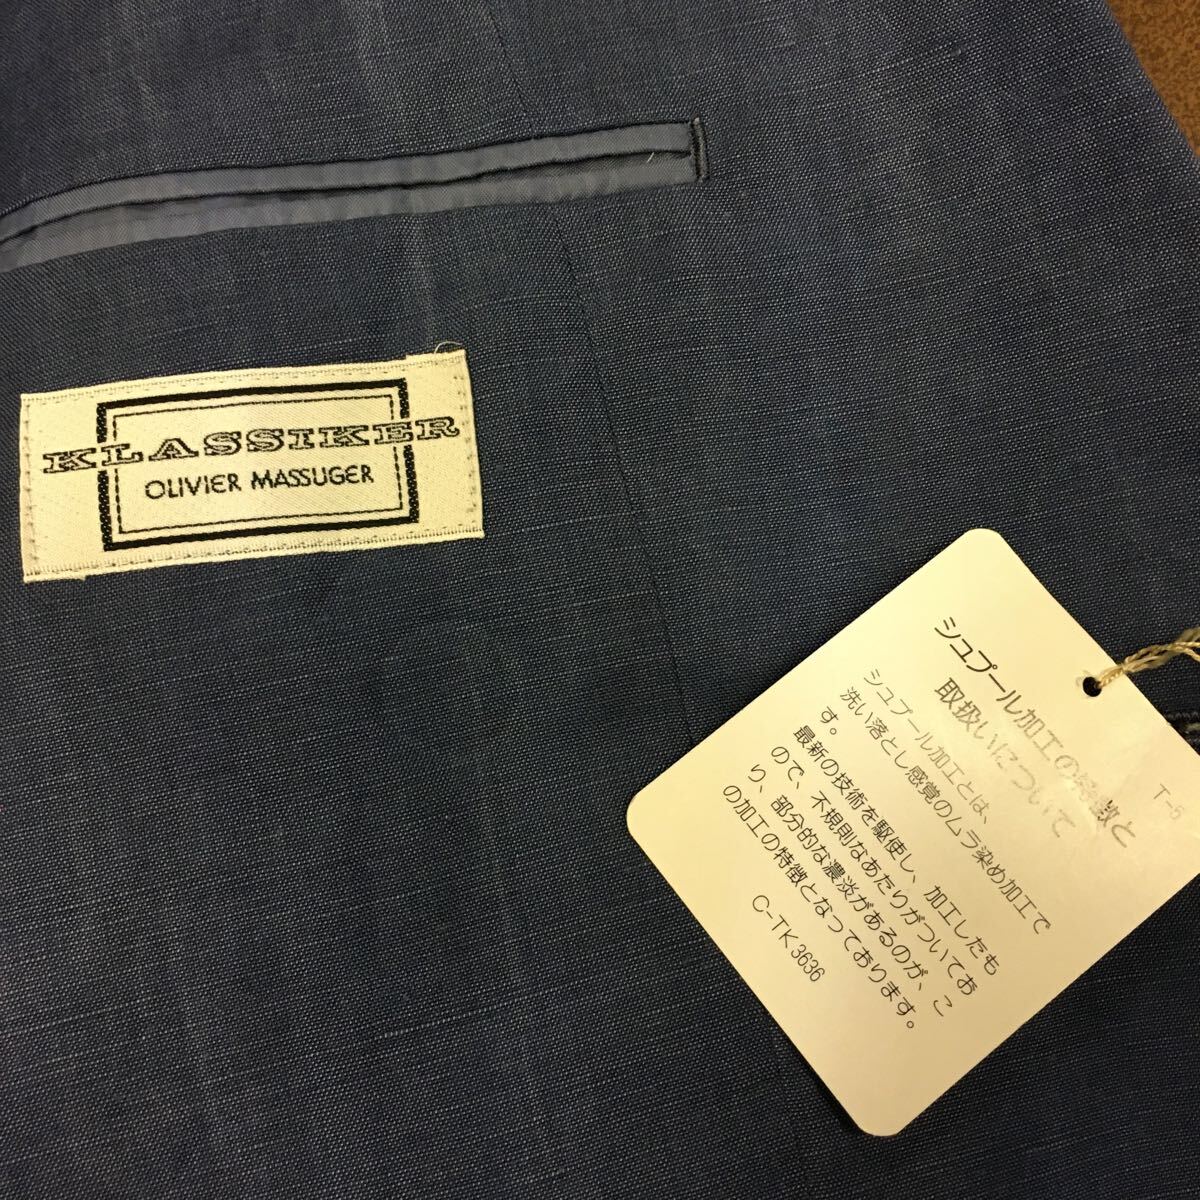 KLASSIKER
OLIVIER MASSUGER
T-6
シュプール加工の特徴と
取扱いについて
シュプール加工とは、
洗い落とし感覚のムラ染め加工で
す。
最新の技術を駆使し、加工したも
ので、不規則なあたりがついてお
り、部分的な濃淡があるのが、こ
の加工の特徴となっております。
C-TK3636